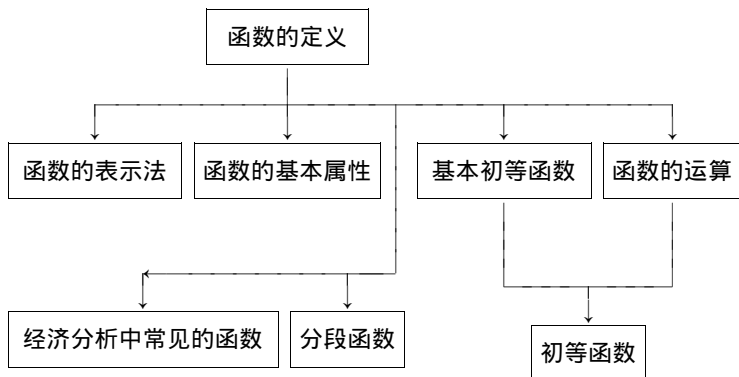 函数的定义
函数的表示法
函数的基本属性
基本初等函数
函数的运算
经济分析中常见的函数
分段函数
初等函数